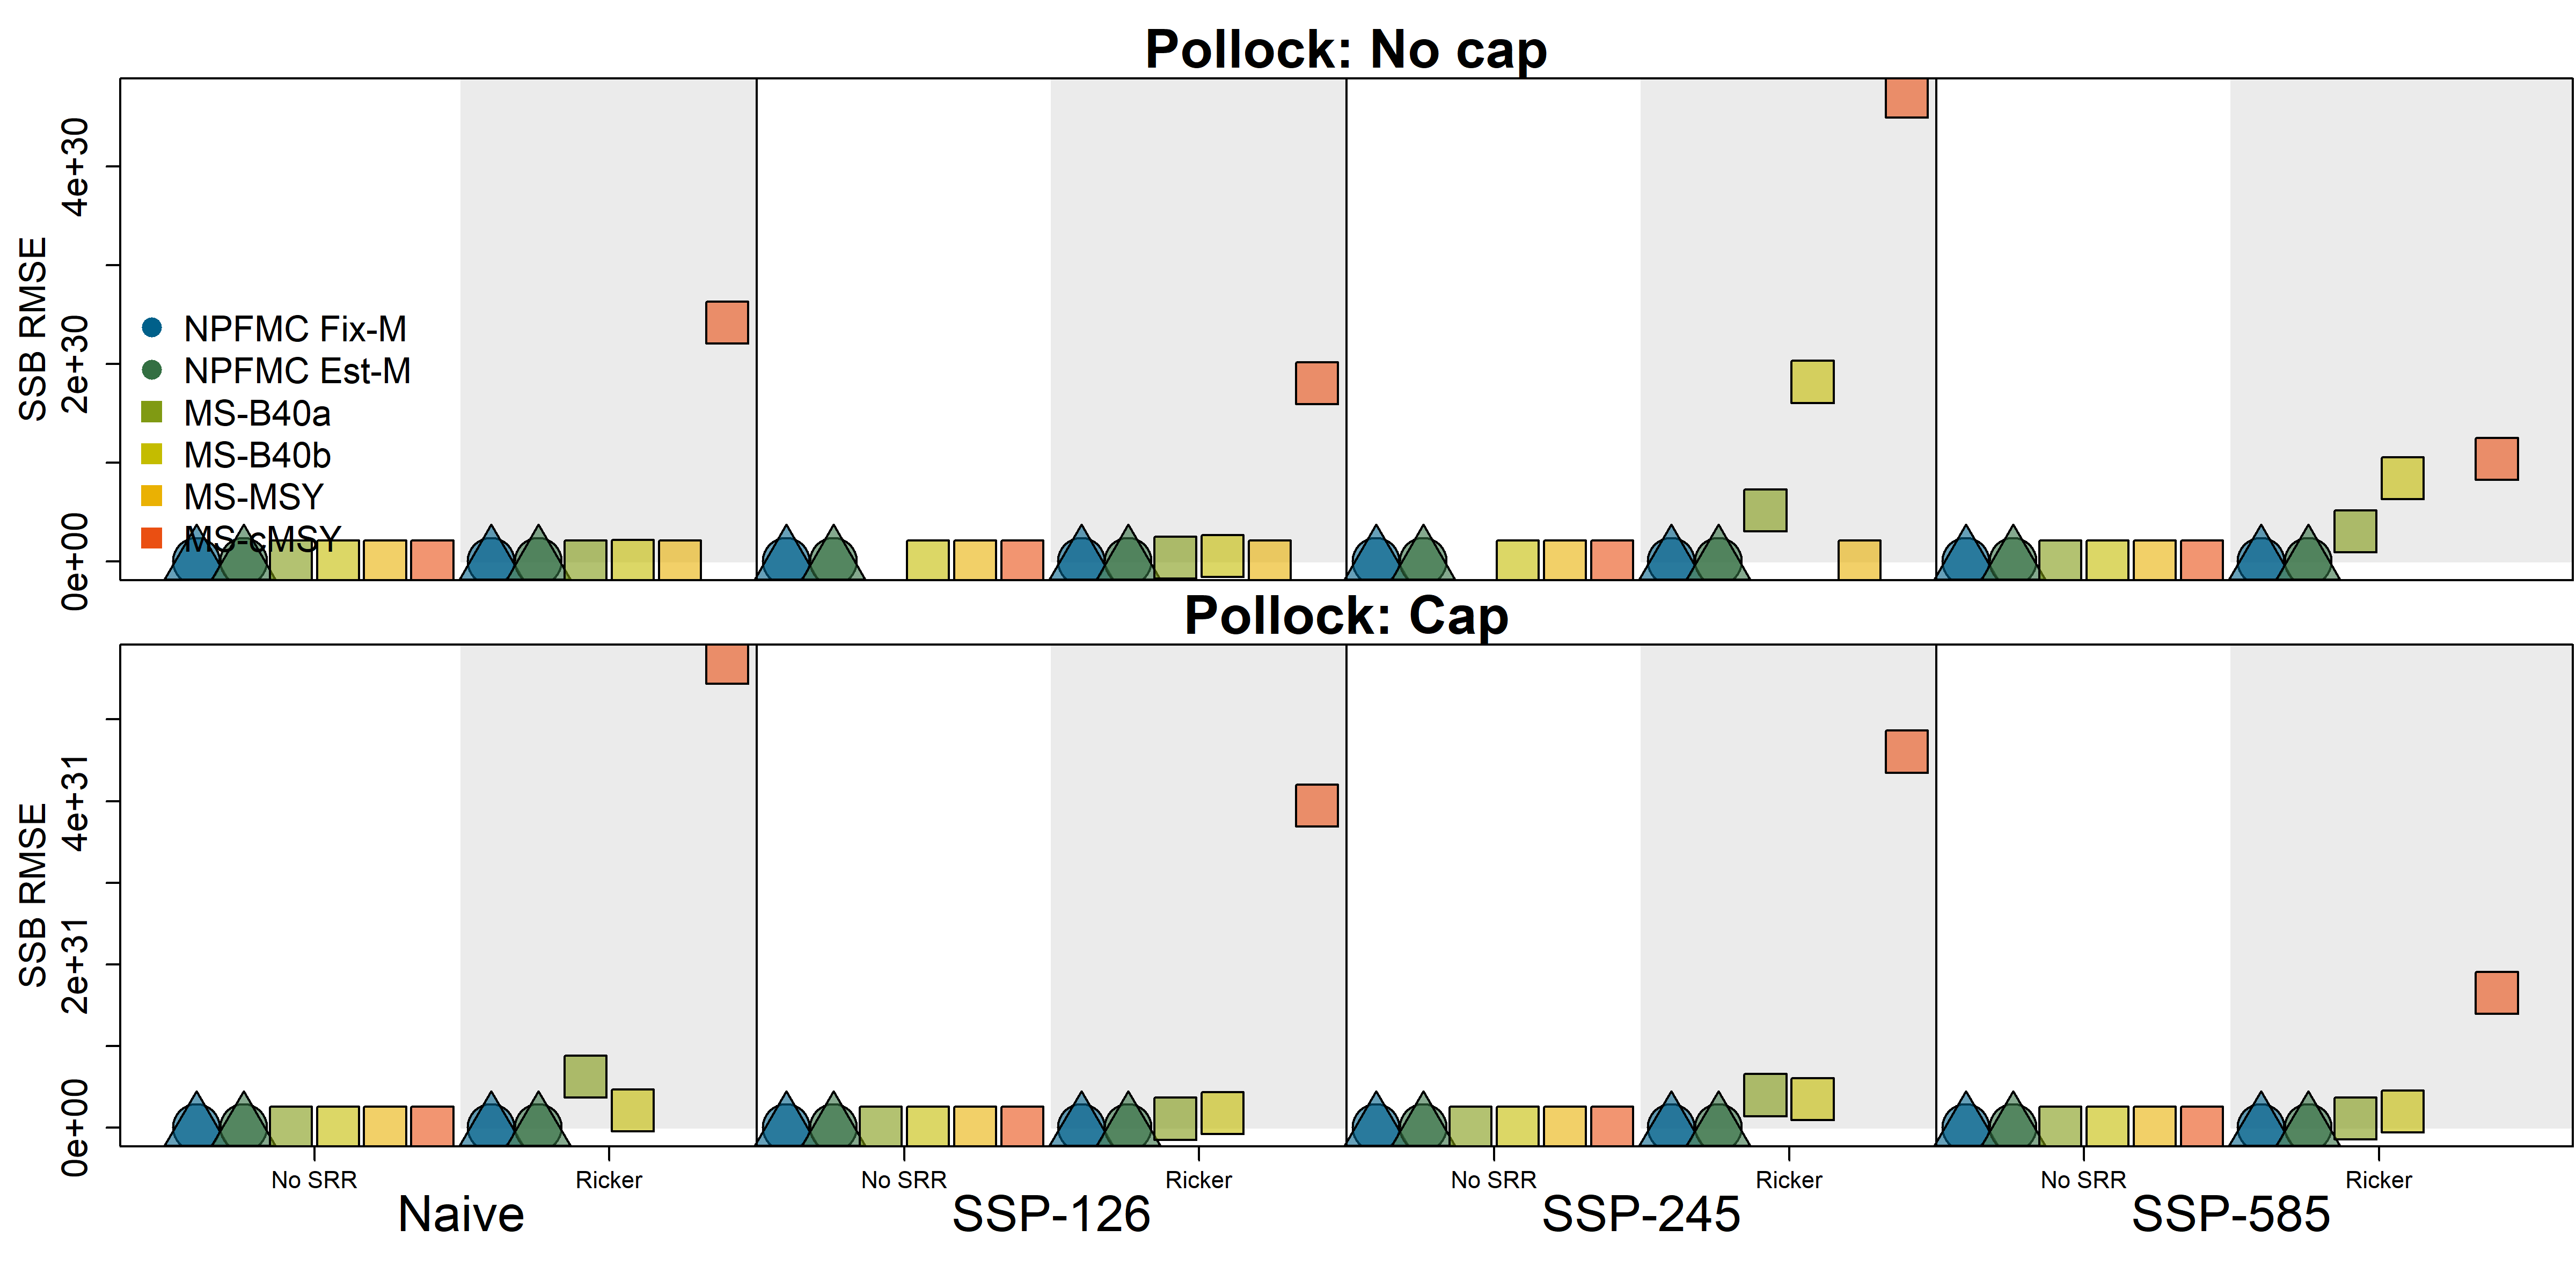 Pollock: No cap
SSB RMSE
4e+30
2e+30
0e+00
NPFMC Fix-M
NPFMC Est-M
MS-B40a
MS-B40b
MS-MSY
MS-cMSY
Pollock: Cap
SSB RMSE
4e+31
2e+31
0e+00
No SRR Ricker No SRR Ricker No SRR Ricker No SRR Ricker
Naive SSP-126 SSP-245 SSP-585